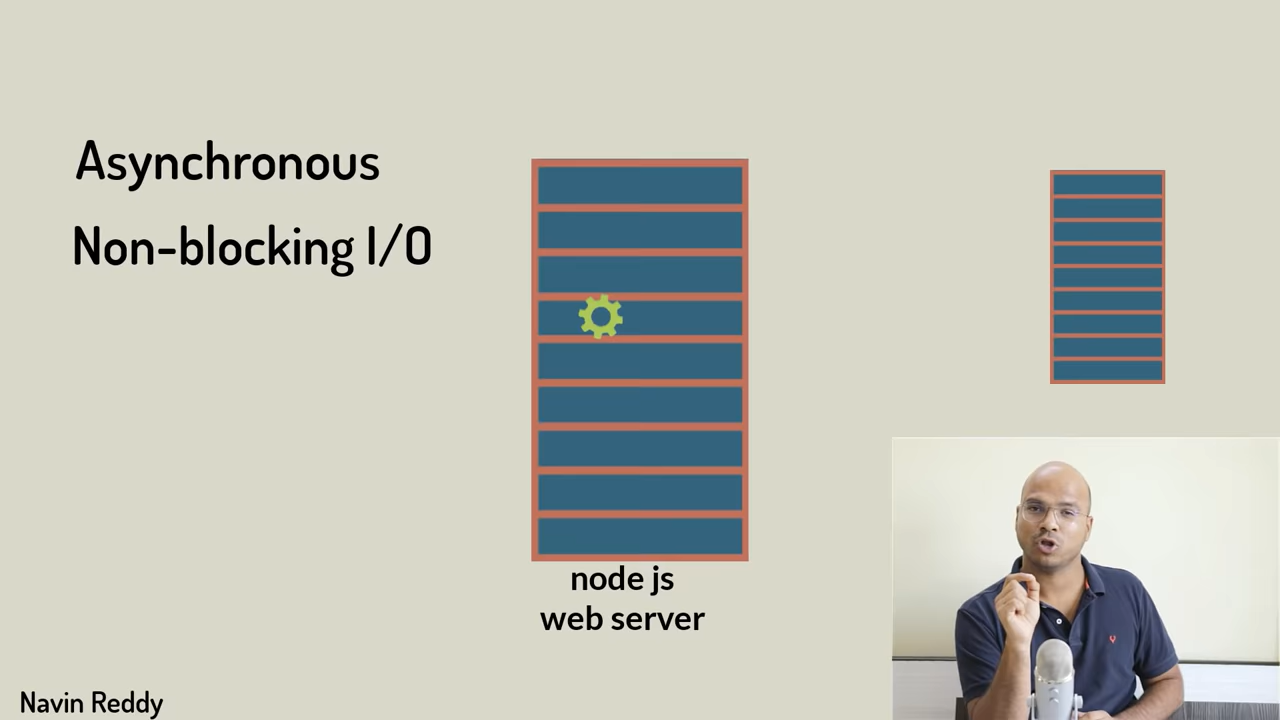 Asynchronous
Non-blocking I/O
node js
web server
Navin Reddy